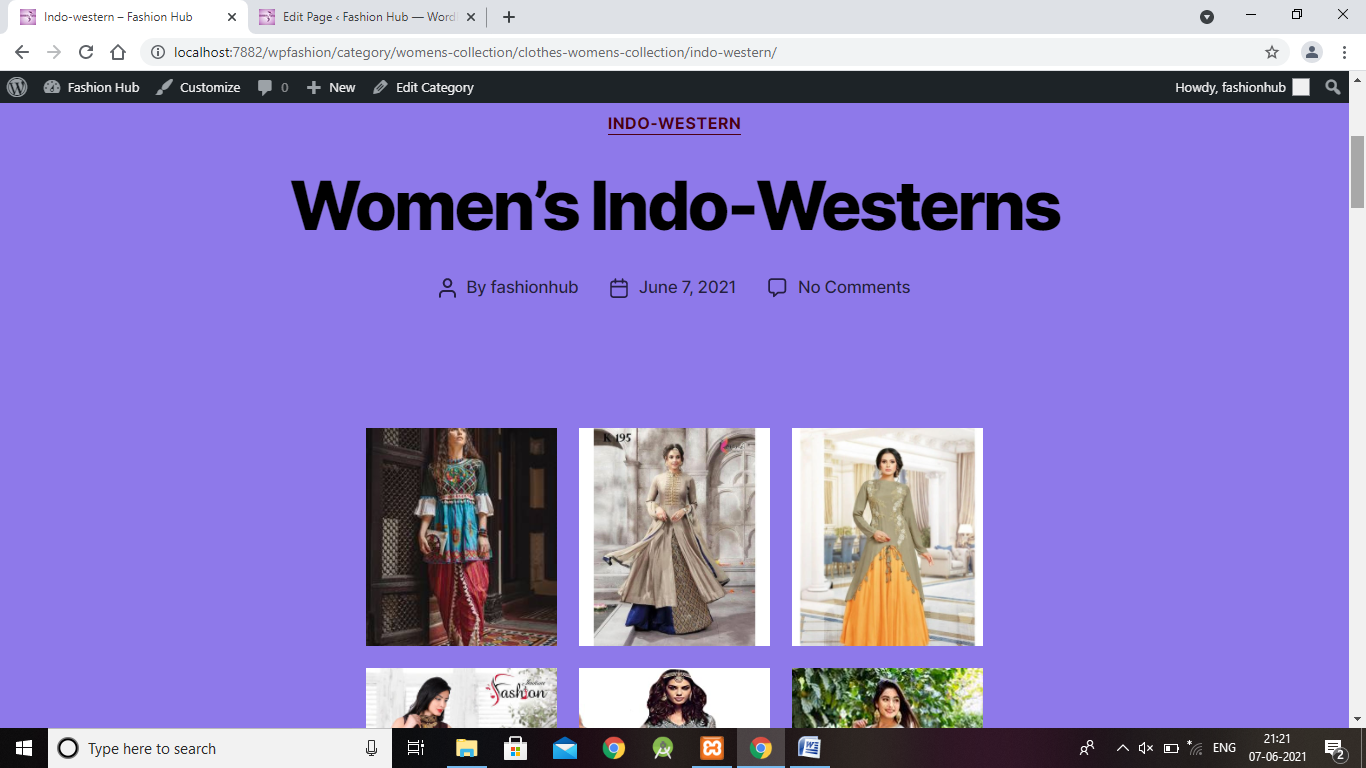 Indo-western – Fashion Hub
Edit Page ‹ Fashion Hub — Word
localhost:7882/wpfashion/category/womens-collection/clothes-womens-collection/indo-western/
Fashion Hub Customize 0 New Edit Category Howdy, fashionhub
INDO-WESTERN
Women’s Indo-Westerns
By fashionhub June 7, 2021 No Comments
K 195
Fashion
Type here to search
ENG
21:21
07-06-2021
2